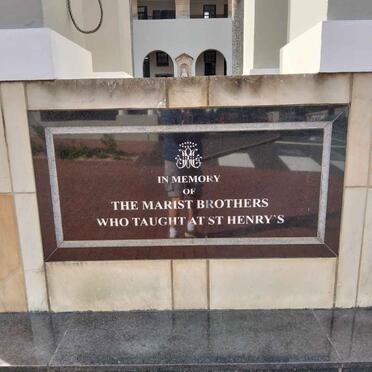 IN MEMORY
OF
THE MARIST BROTHERS
WHO TAUGHT AT ST HENRY`S